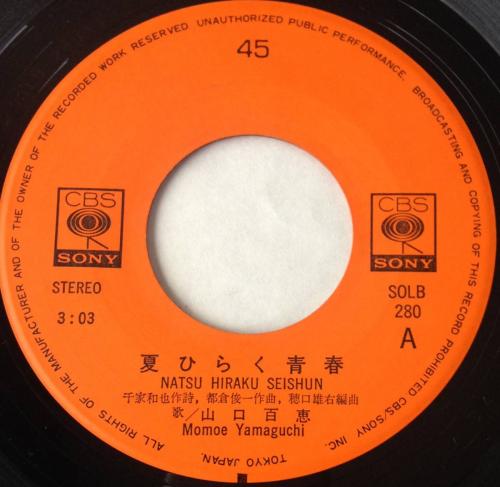 ALL RIGHTS OF THE MANUFACTURER AND OF THE OWNER OF THE RECORDED WORK RESERVED UNAUTHORIZED PUBLIC PERFORMANCE, BROADCASTING AND COPYING OF THIS RECORD PROHIBITED CBS/SONY INC. TOKYO JAPAN.
45
CBS
SONY
CBS
SONY
STEREO
3:03
SOLB
280
A
夏ひらく青春
NATSU HIRAKU SEISHUN
千家和也作詩，都倉俊一作曲，穂口雄右編曲
歌／山口百恵
Momoe Yamaguchi